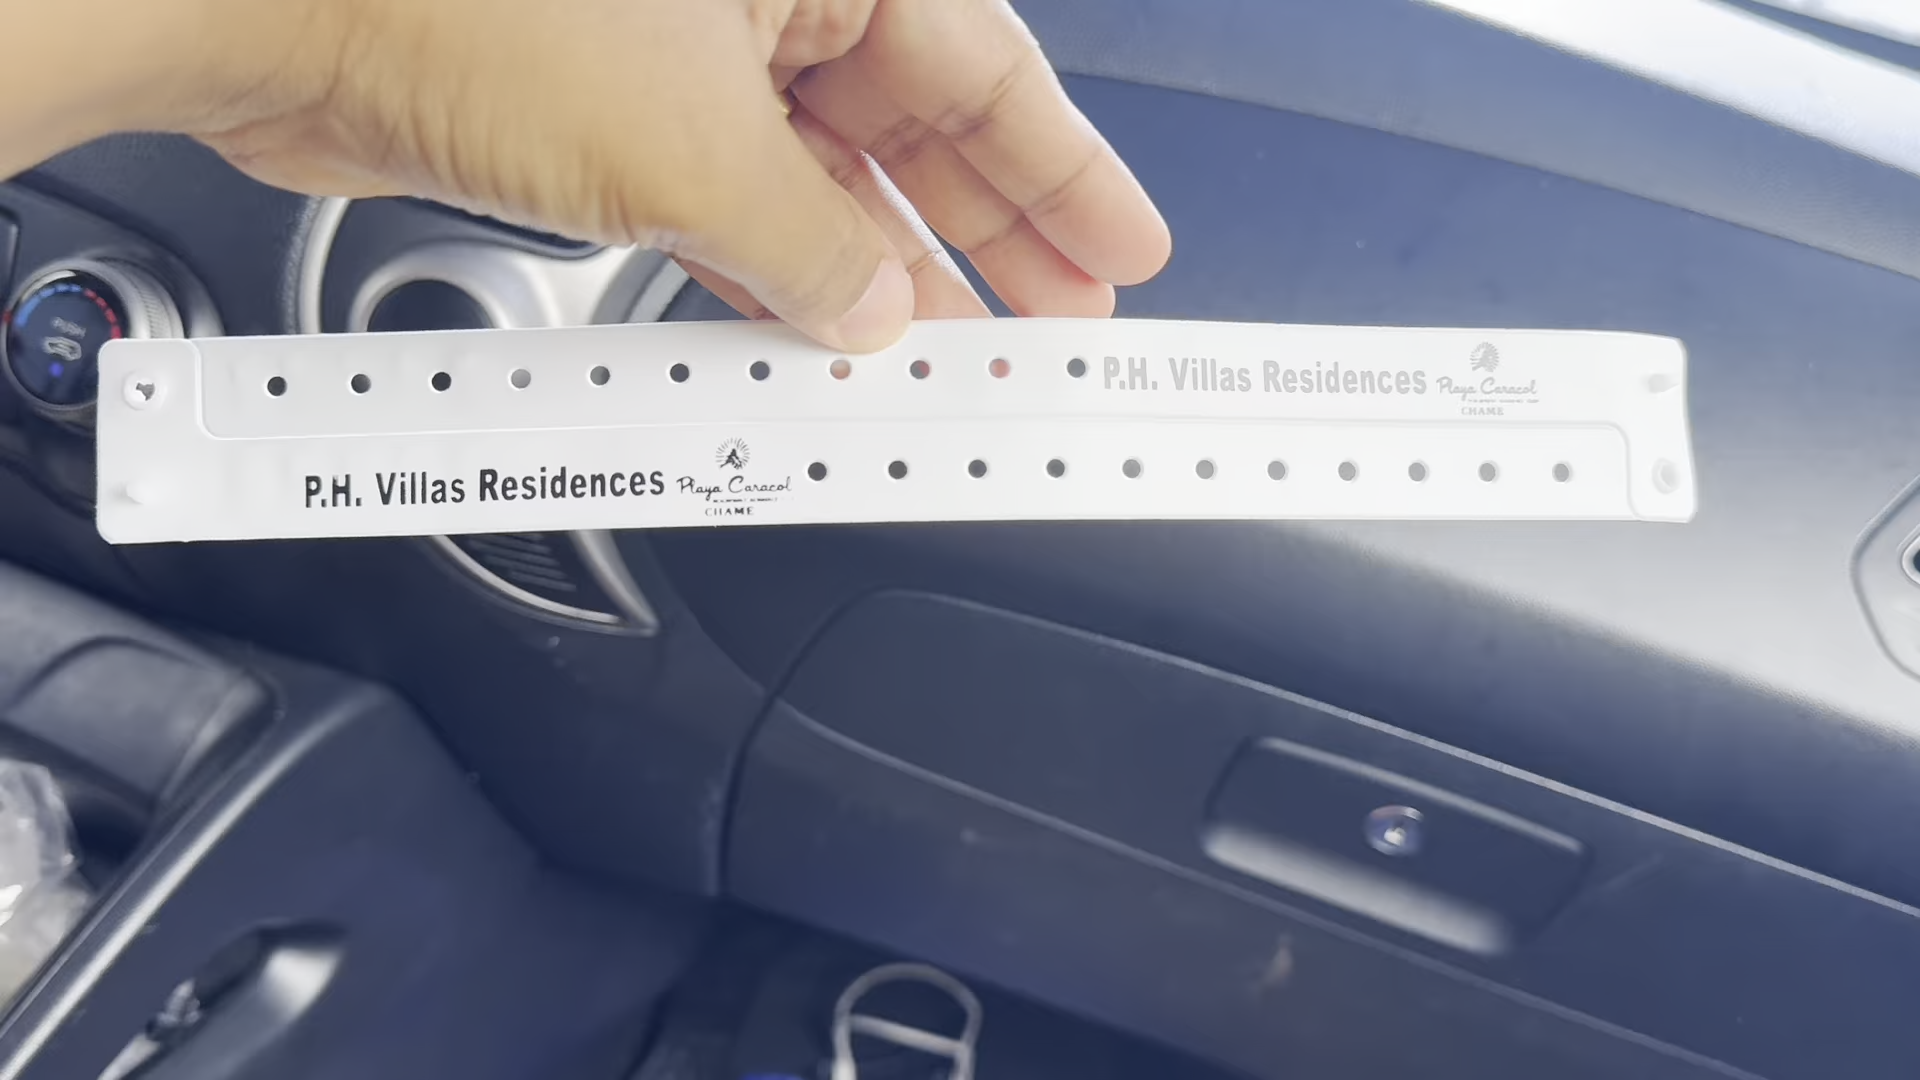 PUSH
P.H. Villas Residences
Playa Caracol
CHAME
P.H. Villas Residences
Playa Caracol
CHAME